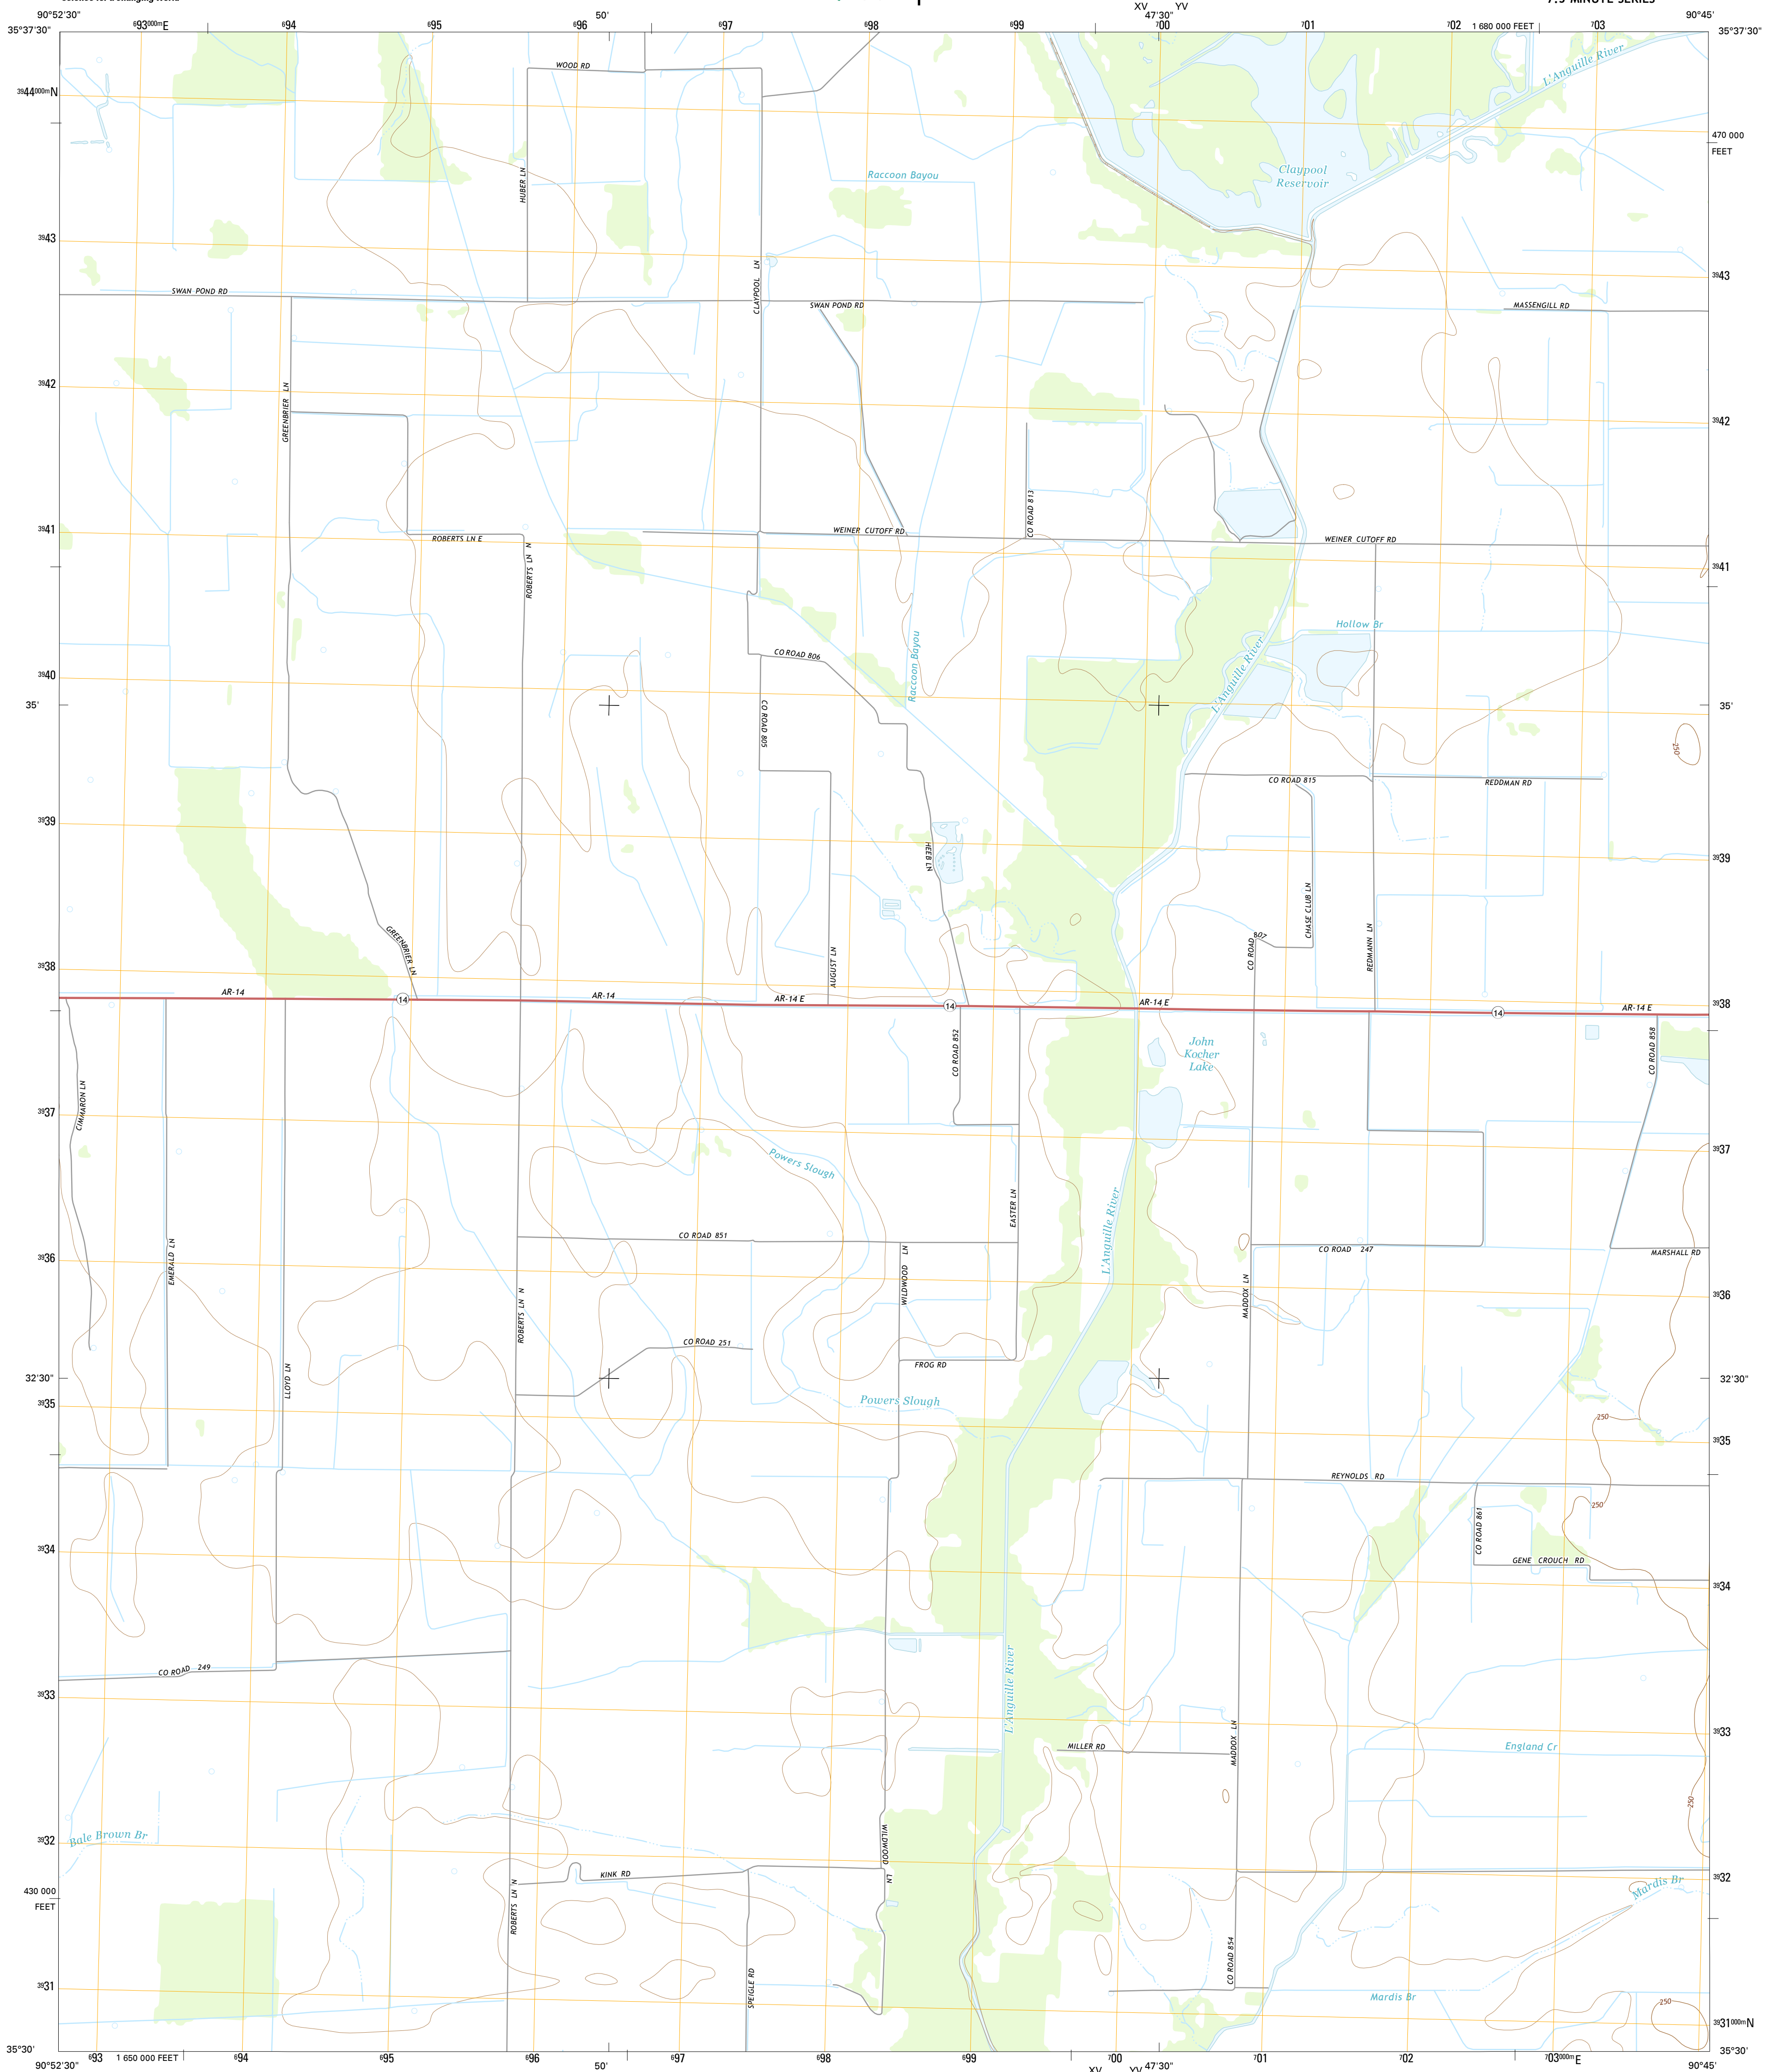 90°52'30"
693000mE
694
695
50'
696
697
698
699
XV YV
47'30"
700
701
1 680 000 FEET
702
703
90°45'
35°37'30"
35°37'30"
WOOD RD
L'Anguille River
3944000mN
470 000
FEET
Raccoon Bayou
Claypool
Reservoir
HUBER LN
3943
CLAYPOOL LN
3943
SWAN POND RD
SWAN POND RD
MASSENGILL RD
3942
GREENBRIER LN
3942
CO ROAD 813
3941
ROBERTS LN E
WEINER CUTOFF RD
WEINER CUTOFF RD
ROBERTS LN N
3941
Hollow Br
Raccoon Bayou
CO ROAD 806
L'Anguille River
3940
35'
35'
CO ROAD 805
250
CO ROAD 815
REDDMAN RD
3939
HEEB LN
3939
CHASE CLUB LN
GREENBRIER LN
CO ROAD 807
REDMANN LN
AUGUST LN
3938
AR-14
14
AR-14
AR-14 E
14
AR-14 E
14
AR-14 E
3938
CO ROAD 852
John
Kocher
Lake
CO ROAD 858
CIMMARON LN
3937
Powers Slough
3937
EASTER LN
L'Anguille River
CO ROAD 851
EMERALD LN
CO ROAD 247
MARSHALL RD
3936
WILDWOOD LN
MADDOX LN
3936
ROBERTS LN N
CO ROAD 251
FROG RD
LLOYD LN
32'30"
32'30"
3935
Powers Slough
250
3935
REYNOLDS RD
250
CO ROAD 861
3934
GENE CROUCH RD
3934
CO ROAD 249
L'Anguille River
3933
3933
MILLER RD
MADDOX LN
England Cr
250
Bale Brown Br
3932
WILDWOOD LN
KINK RD
3932
430 000
FEET
ROBERTS LN N
Mardis Br
CO ROAD 854
3931
SPEIGLE RD
Mardis Br
250
3931000mN
35°30'
35°30'
693
1 650 000 FEET
694
695
696
697
698
699
700
701
702
703000mE
90°52'30"
50'
XV YV
47'30"
90°45'